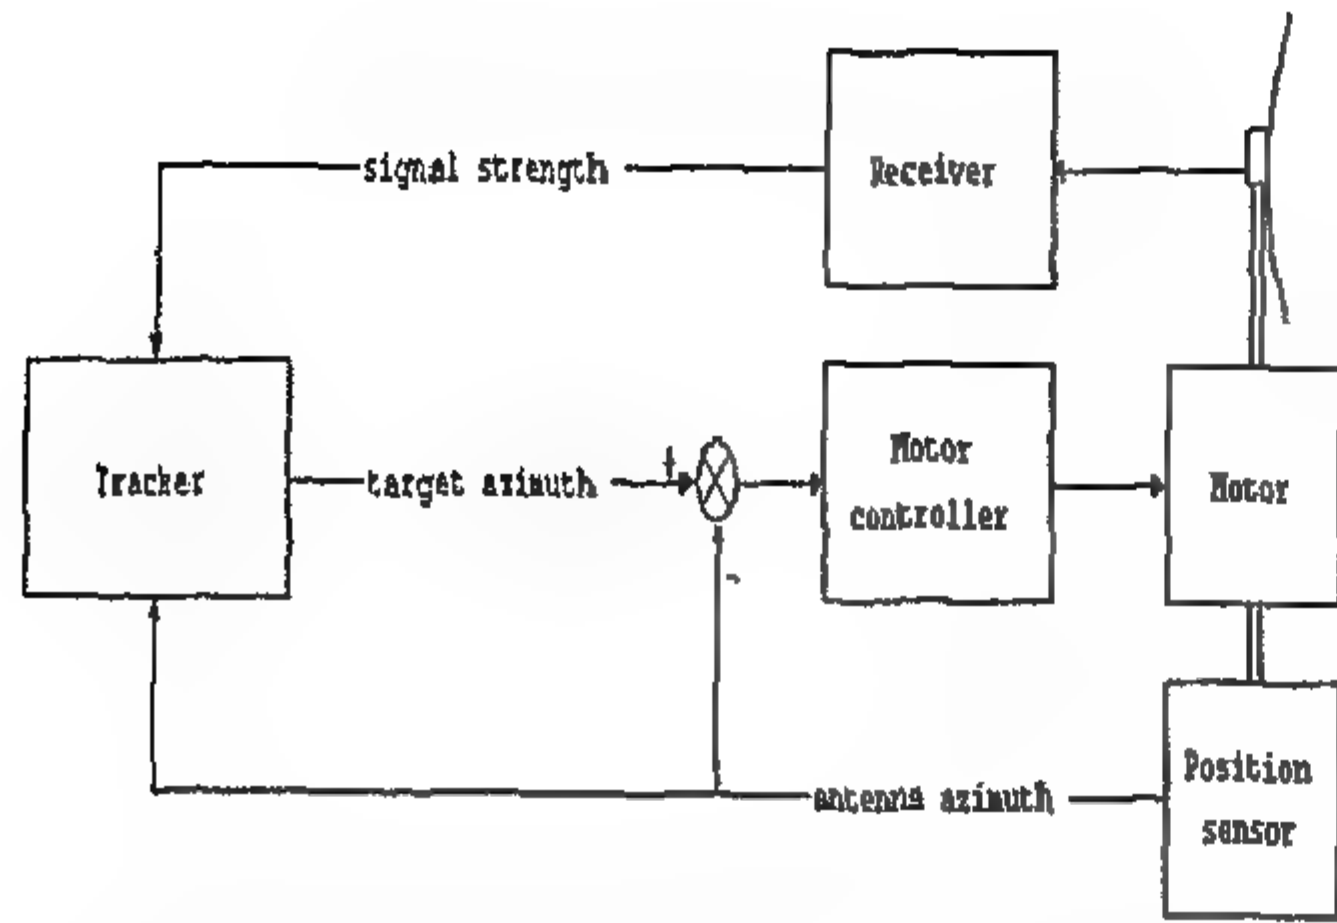 Receiver
signal strength
Tracker
target azimuth
+
Motor
controller
Motor
-
antenna azimuth
Position
sensor